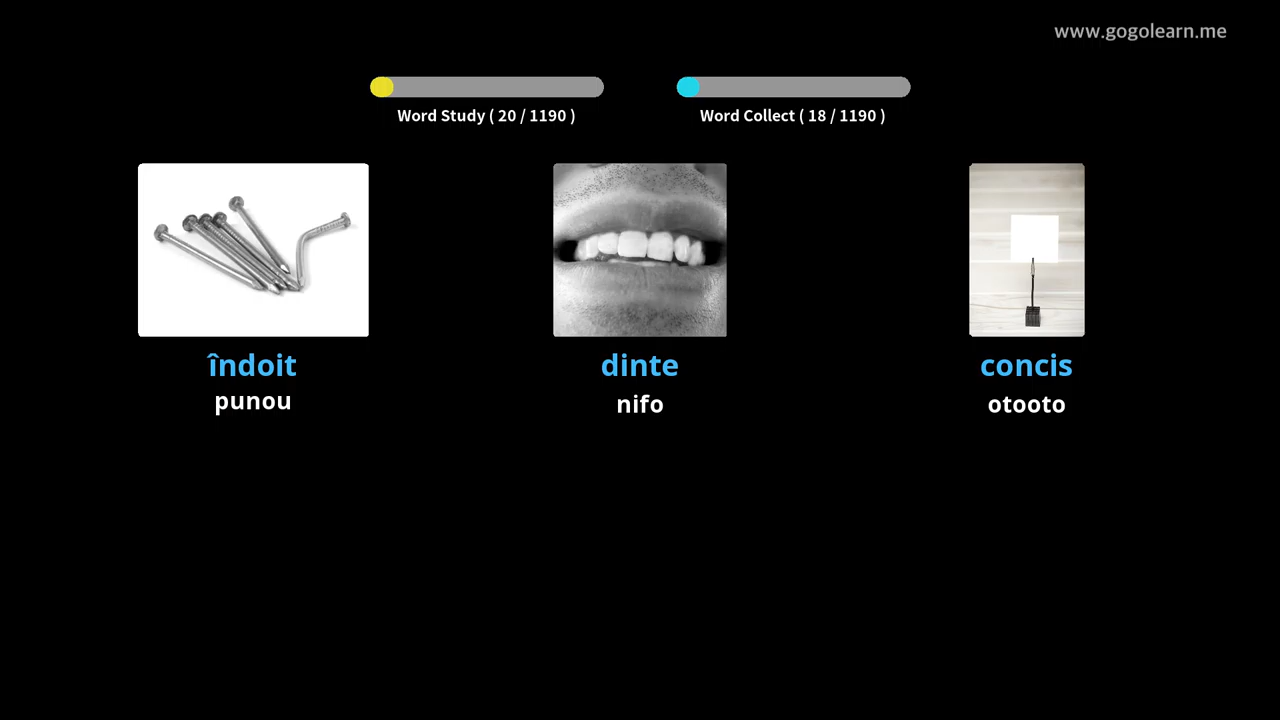 www.gogolearn.me
Word Study ( 20 / 1190 )
Word Collect ( 18 / 1190 )
îndoit
punou
dinte
nifo
concis
otooto